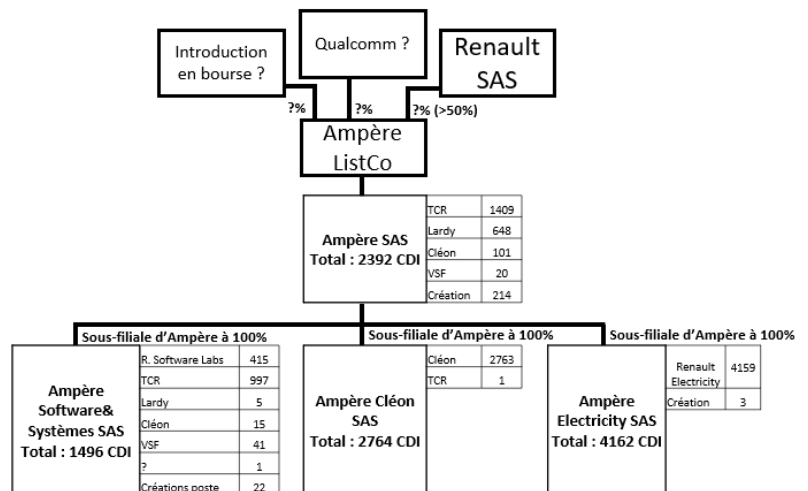 Introduction
en bourse ?
Qualcomm ?
Renault
SAS
?%
?%
?% (>50%)
Ampère
ListCo
Ampère SAS
Total : 2392 CDI
TCR 1409
Lardy 648
Cléon 101
VSF 20
Création 214
Sous-filiale d'Ampère à 100%
Sous-filiale d'Ampère à 100%
Sous-filiale d'Ampère à 100%
Ampère
Software&
Systèmes SAS
Total : 1496 CDI
R. Software Labs 415
TCR 997
Lardy 5
Cléon 15
VSF 41
? 1
Créations poste 22
Ampère Cléon
SAS
Total : 2764 CDI
Cléon 2763
TCR 1
Ampère
Electricity SAS
Total : 4162 CDI
Renault 4159
Electricity
Création 3